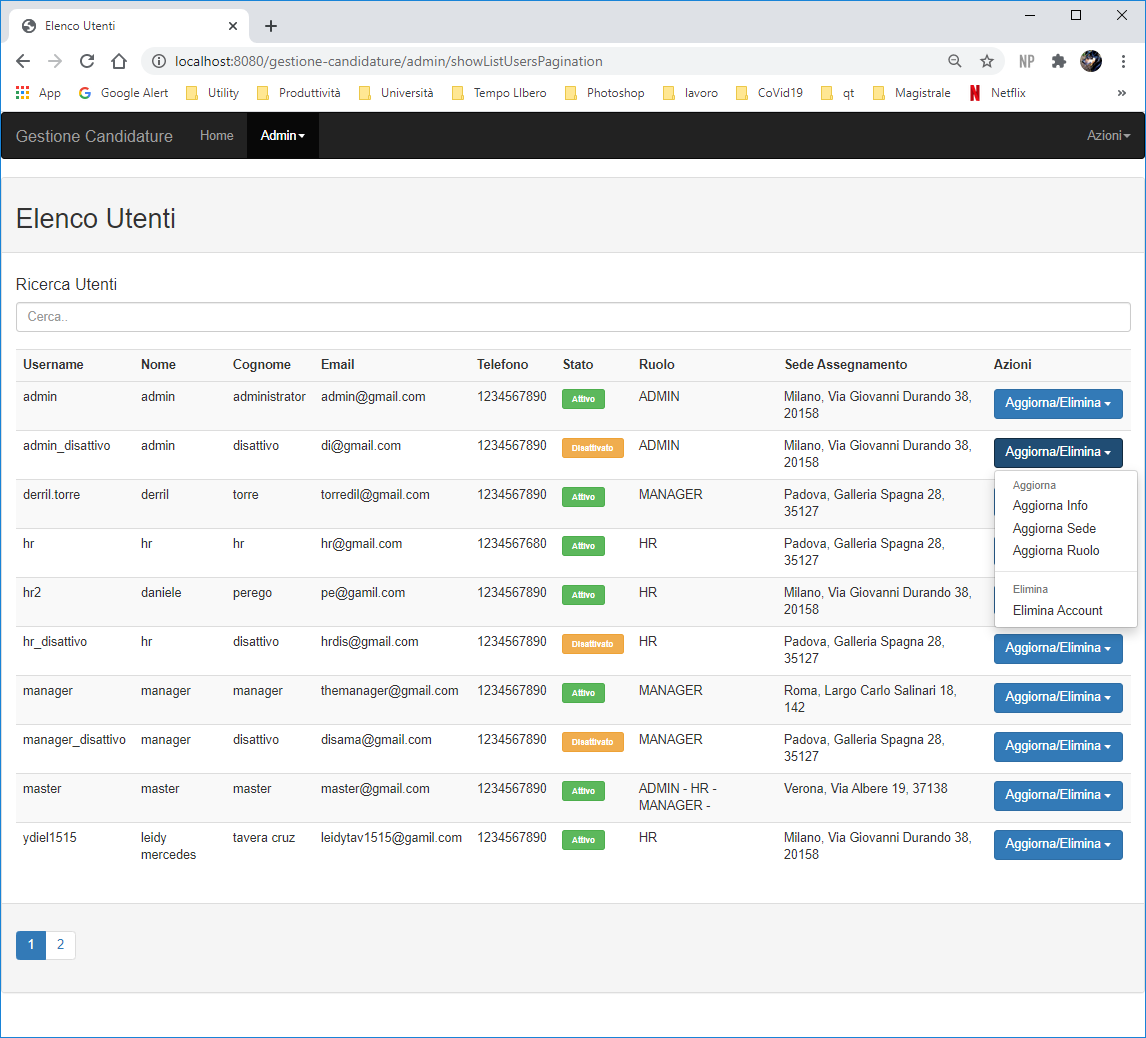 Elenco Utenti
localhost:8080/gestione-candidature/admin/showListUsersPagination
NP
App Google Alert Utility Produttività Università Tempo LIbero Photoshop lavoro CoVid19 qt Magistrale Netflix »
Gestione Candidature Home Admin Azioni
Elenco Utenti
Ricerca Utenti
Cerca..
Username Nome Cognome Email Telefono Stato Ruolo Sede Assegnamento Azioni
admin admin administrator admin@gmail.com 1234567890 Attivo ADMIN Milano, Via Giovanni Durando 38, Aggiorna/Elimina
20158
admin_disattivo admin disattivo di@gmail.com 1234567890 Disattivato ADMIN Milano, Via Giovanni Durando 38, Aggiorna/Elimina
20158
Aggiorna
Aggiorna Info
Aggiorna Sede
Aggiorna Ruolo
Elimina
Elimina Account
derril.torre derril torre torredil@gmail.com 1234567890 Attivo MANAGER Padova, Galleria Spagna 28,
35127
hr hr hr hr@gmail.com 1234567680 Attivo HR Padova, Galleria Spagna 28,
35127
hr2 daniele perego pe@gamil.com 1234567890 Attivo HR Milano, Via Giovanni Durando 38,
20158
hr_disattivo hr disattivo hrdis@gmail.com 1234567890 Disattivato HR Padova, Galleria Spagna 28, Aggiorna/Elimina
35127
manager manager manager themanager@gmail.com 1234567890 Attivo MANAGER Roma, Largo Carlo Salinari 18, Aggiorna/Elimina
142
manager_disattivo manager disattivo disama@gmail.com 1234567890 Disattivato MANAGER Padova, Galleria Spagna 28, Aggiorna/Elimina
35127
master master master master@gmail.com 1234567890 Attivo ADMIN - HR - Verona, Via Albere 19, 37138 Aggiorna/Elimina
MANAGER -
ydiel1515 leidy tavera cruz leidytav1515@gamil.com 1234567890 Attivo HR Milano, Via Giovanni Durando 38, Aggiorna/Elimina
mercedes 20158
1 2